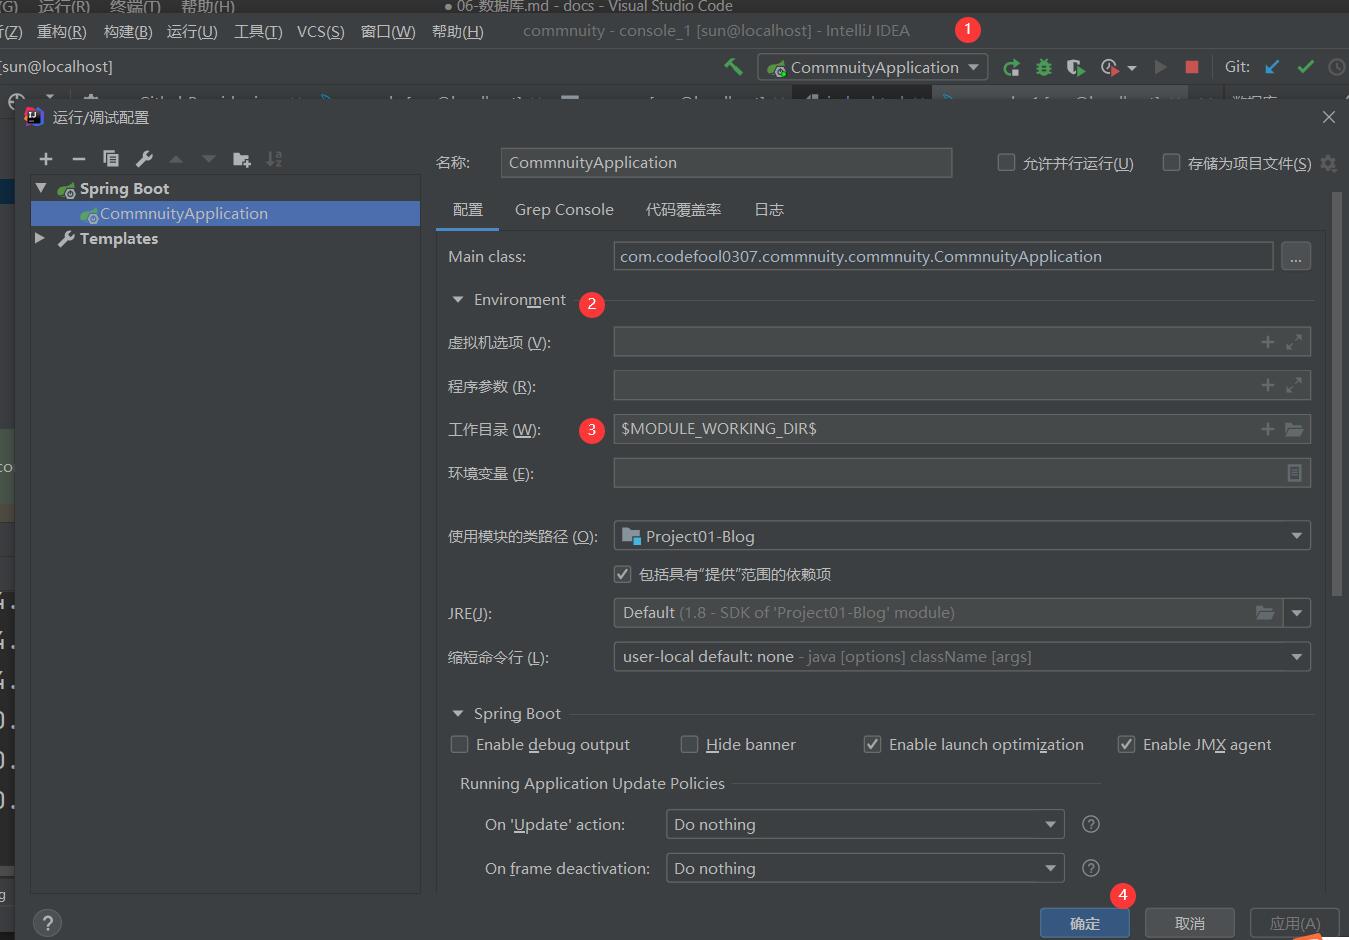 运行(R) 终端(T) 帮助(H) ● 06-数据库.md - docs - Visual Studio Code
重构(R) 构建(B) 运行(U) 工具(T) VCS(S) 窗口(W) 帮助(H) commnuity - console_1 [sun@localhost] - IntelliJ IDEA 1
[sun@localhost] CommnuityApplication Git:
运行/调试配置
名称: CommnuityApplication 允许并行运行(U) 存储为项目文件(S)
Spring Boot
CommnuityApplication
Templates
配置 Grep Console 代码覆盖率 日志
Main class: com.codefool0307.commnuity.commnuity.CommnuityApplication ...
Environment 2
虚拟机选项 (V):
程序参数 (R):
工作目录 (W): 3 $MODULE_WORKING_DIR$
环境变量 (E):
使用模块的类路径 (O): Project01-Blog
包括具有“提供”范围的依赖项
JRE(J): Default (1.8 - SDK of 'Project01-Blog' module)
缩短命令行 (L): user-local default: none - java [options] className [args]
Spring Boot
Enable debug output Hide banner Enable launch optimization Enable JMX agent
Running Application Update Policies
On 'Update' action: Do nothing ?
On frame deactivation: Do nothing ?
4
? 确定 取消 应用(A)